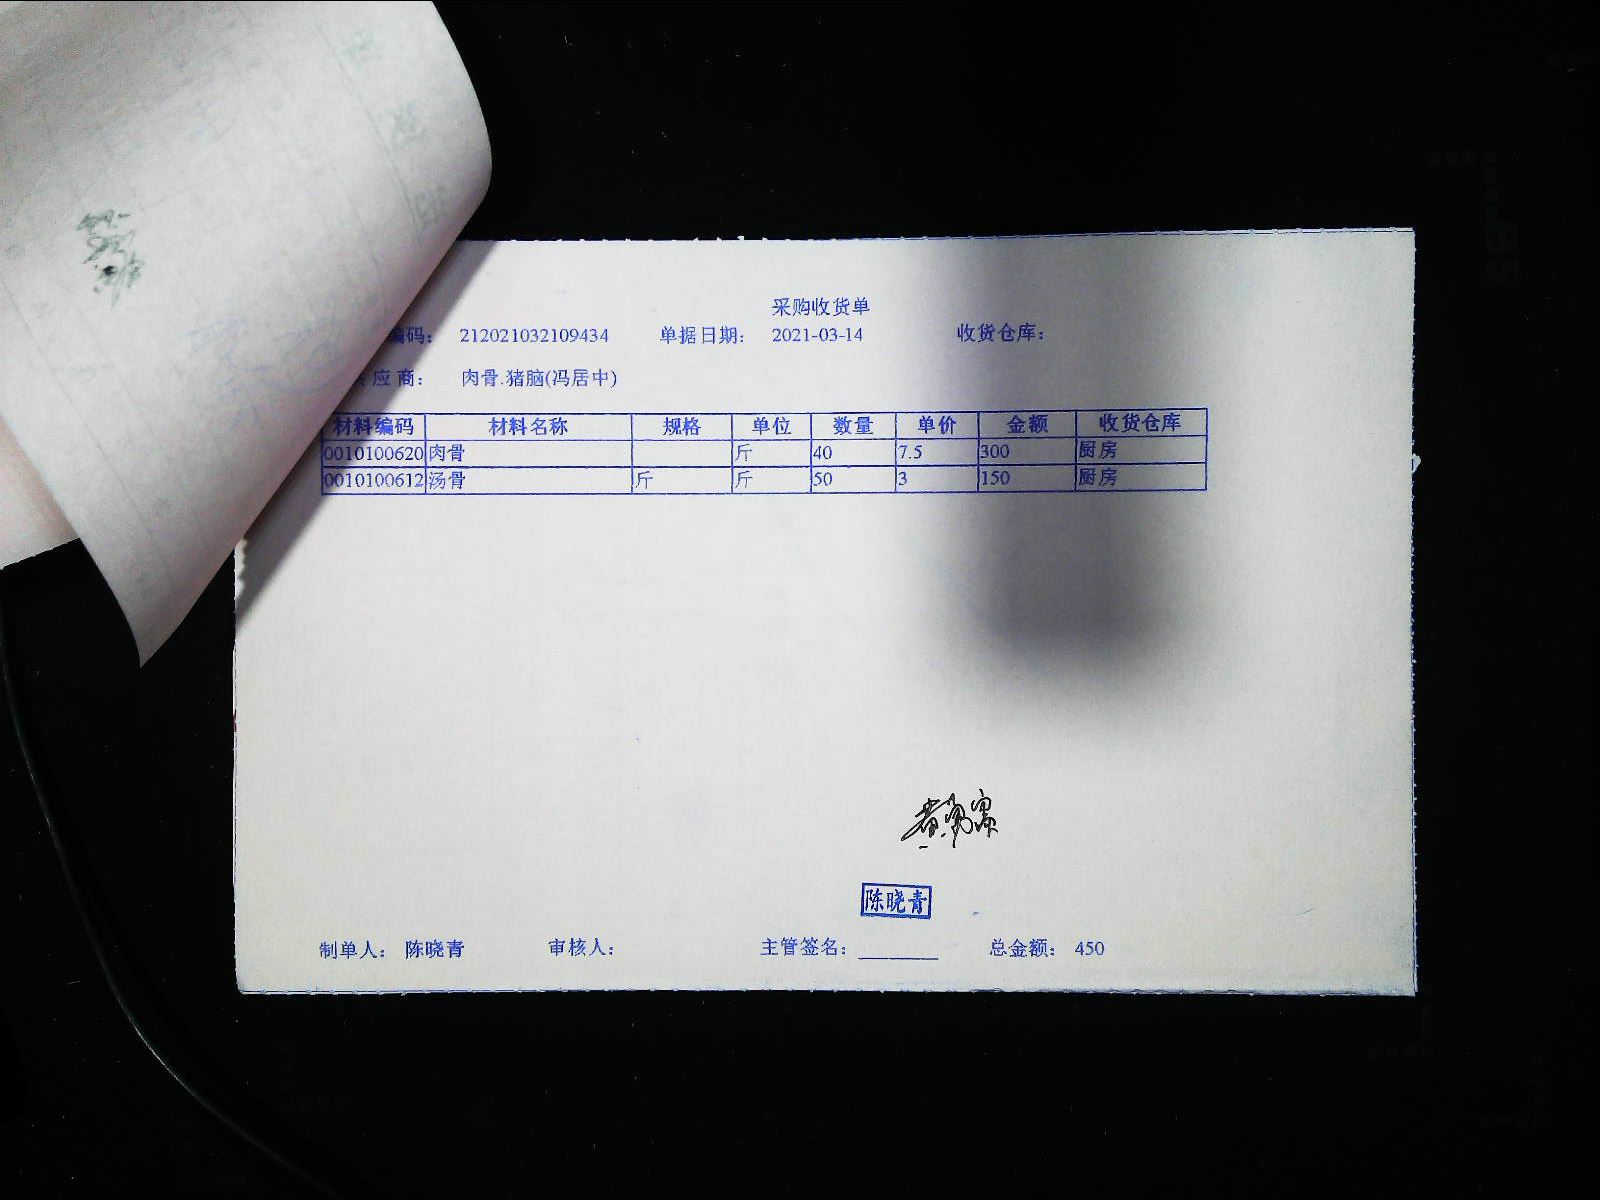 采购收货单
编码： 212021032109434 单据日期： 2021-03-14 收货仓库：
应商： 肉骨.猪脑(冯居中)
材料编码 材料名称 规格 单位 数量 单价 金额 收货仓库
0010100620 肉骨 斤 40 7.5 300 厨房
0010100612 汤骨 斤 斤 50 3 150 厨房
陈晓青
制单人： 陈晓青 审核人： 主管签名： ________ 总金额： 450